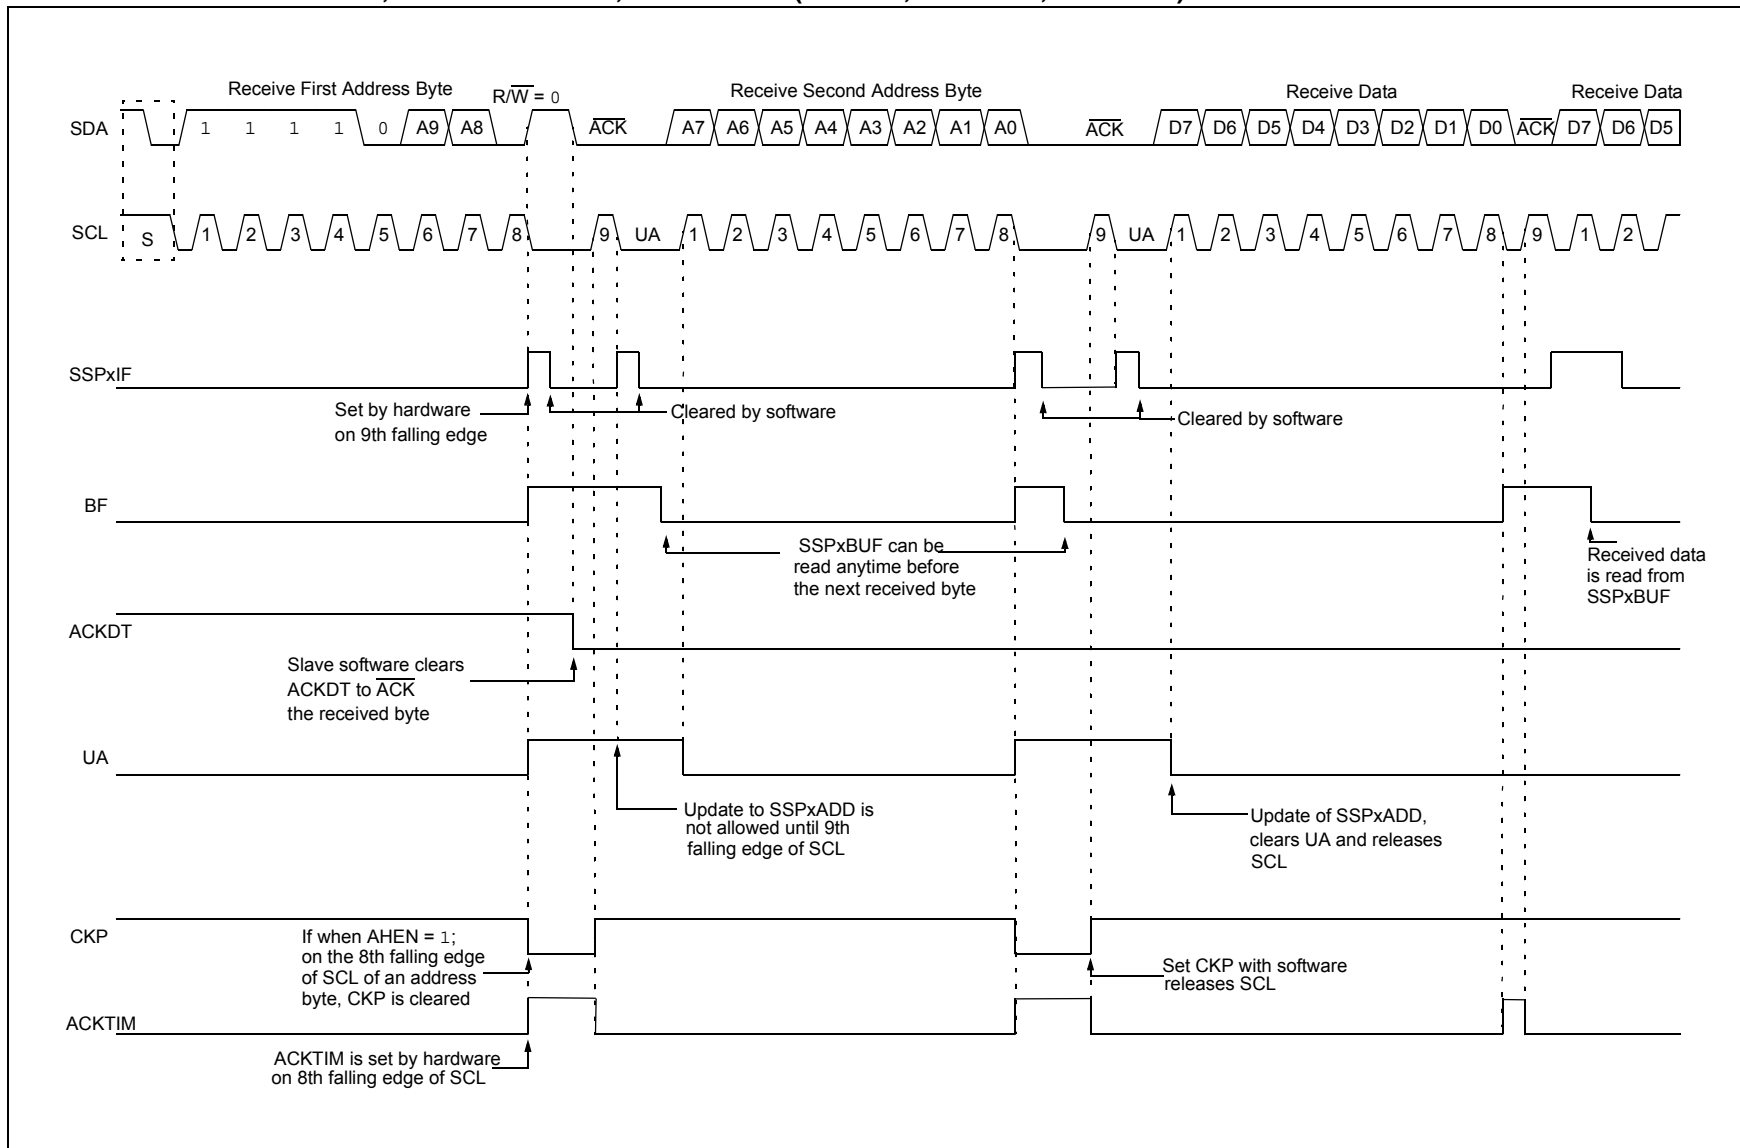 Receive First Address Byte
R/W = 0
Receive Second Address Byte
Receive Data
Receive Data
SDA
1 1 1 1 0 A9 A8
ACK
A7 A6 A5 A4 A3 A2 A1 A0
ACK
D7 D6 D5 D4 D3 D2 D1 D0
ACK
D7 D6 D5
SCL
S
1 2 3 4 5 6 7 8 9 UA 1 2 3 4 5 6 7 8 9 UA 1 2 3 4 5 6 7 8 9 1 2
SSPxIF
Set by hardware
on 9th falling edge
Cleared by software
Cleared by software
BF
SSPxBUF can be
read anytime before
the next received byte
Received data
is read from
SSPxBUF
ACKDT
Slave software clears
ACKDT to ACK
the received byte
UA
Update to SSPxADD is
not allowed until 9th
falling edge of SCL
Update of SSPxADD,
clears UA and releases
SCL
CKP
If when AHEN = 1;
on the 8th falling edge
of SCL of an address
byte, CKP is cleared
Set CKP with software
releases SCL
ACKTIM
ACKTIM is set by hardware
on 8th falling edge of SCL